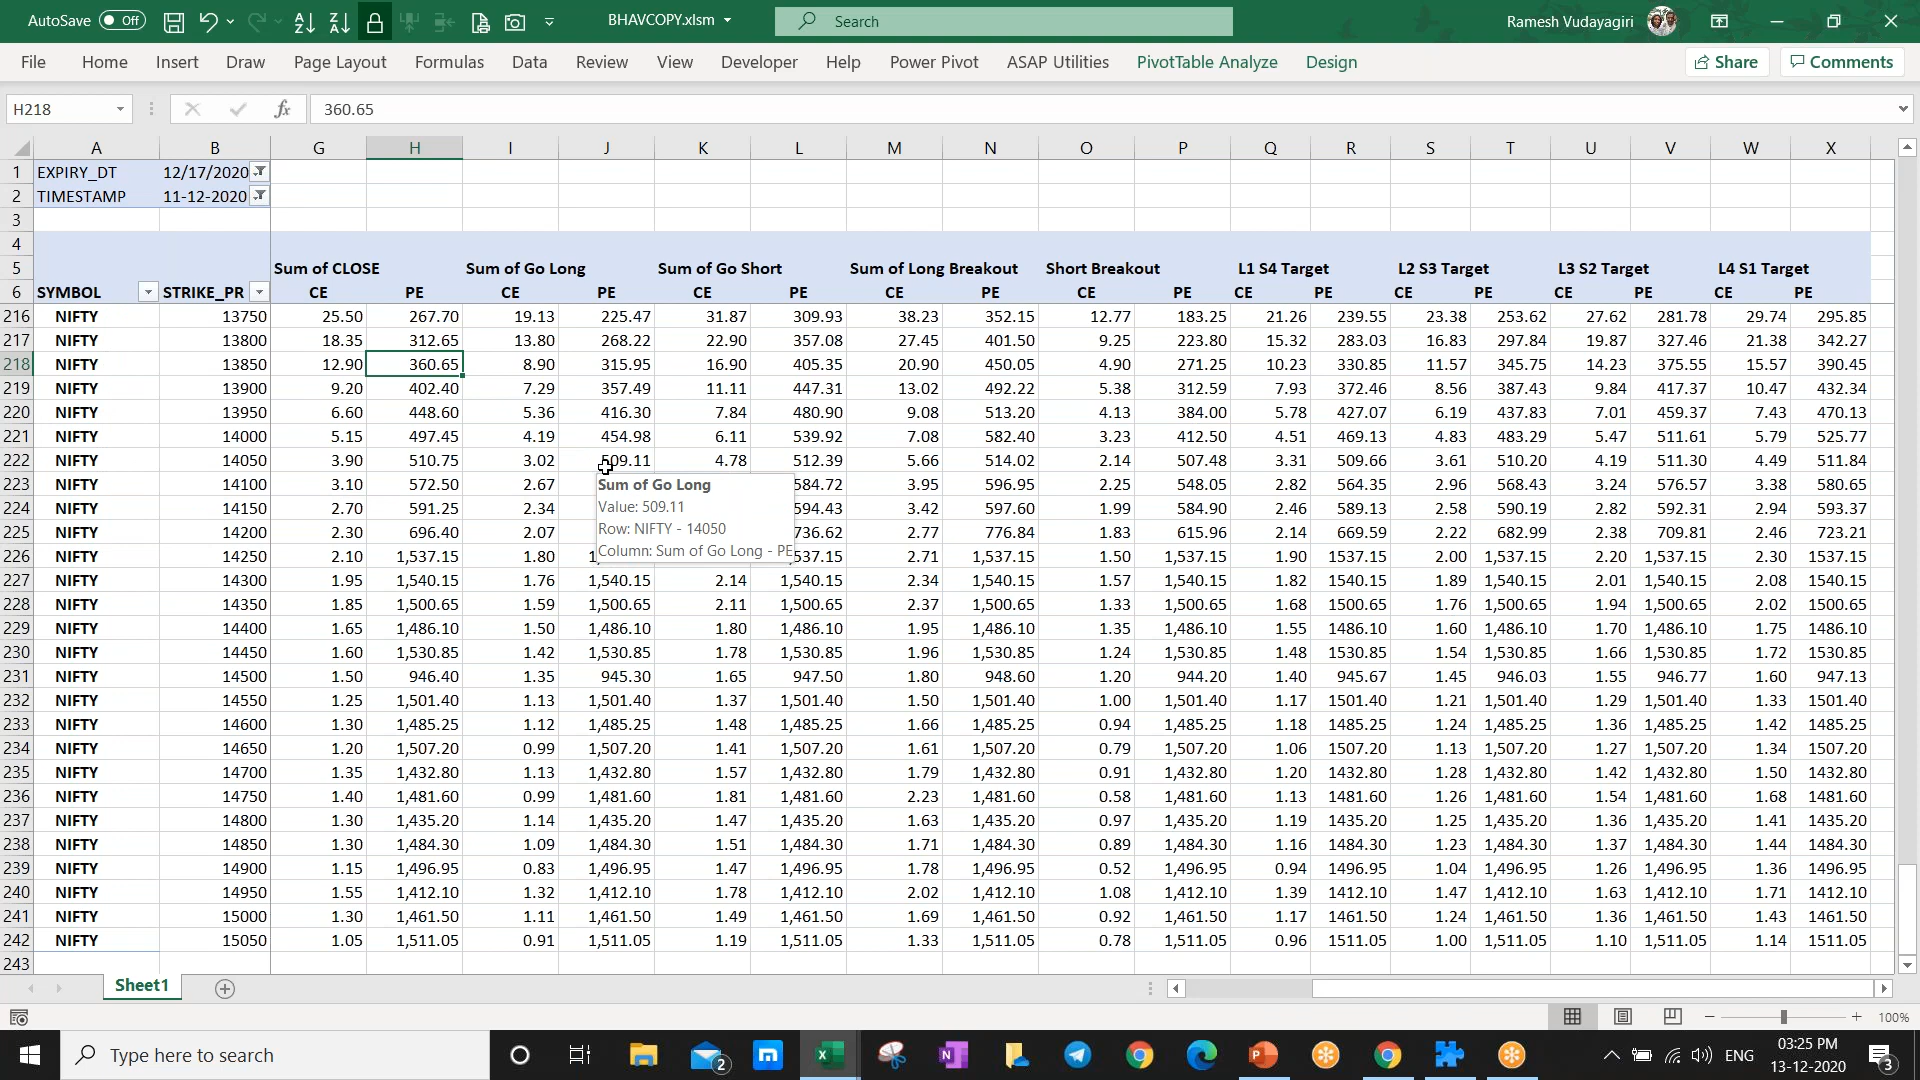 AutoSave Off BHAVCOPY.xlsm Search Ramesh Vudayagiri
File Home Insert Draw Page Layout Formulas Data Review View Developer Help Power Pivot ASAP Utilities PivotTable Analyze Design Share Comments
H218 fx 360.65
A B G H I J K L M N O P Q R S T U V W X
1 EXPIRY_DT 12/17/2020
2 TIMESTAMP 11-12-2020
3
4
5 Sum of CLOSE Sum of Go Long Sum of Go Short Sum of Long Breakout Short Breakout L1 S4 Target L2 S3 Target L3 S2 Target L4 S1 Target
6 SYMBOL STRIKE_PR CE PE CE PE CE PE CE PE CE PE CE PE CE PE CE PE CE PE
216 NIFTY 13750 25.50 267.70 19.13 225.47 31.87 309.93 38.23 352.15 12.77 183.25 21.26 239.55 23.38 253.62 27.62 281.78 29.74 295.85
217 NIFTY 13800 18.35 312.65 13.80 268.22 22.90 357.08 27.45 401.50 9.25 223.80 15.32 283.03 16.83 297.84 19.87 327.46 21.38 342.27
218 NIFTY 13850 12.90 360.65 8.90 315.95 16.90 405.35 20.90 450.05 4.90 271.25 10.23 330.85 11.57 345.75 14.23 375.55 15.57 390.45
219 NIFTY 13900 9.20 402.40 7.29 357.49 11.11 447.31 13.02 492.22 5.38 312.59 7.93 372.46 8.56 387.43 9.84 417.37 10.47 432.34
220 NIFTY 13950 6.60 448.60 5.36 416.30 7.84 480.90 9.08 513.20 4.13 384.00 5.78 427.07 6.19 437.83 7.01 459.37 7.43 470.13
221 NIFTY 14000 5.15 497.45 4.19 454.98 6.11 539.92 7.08 582.40 3.23 412.50 4.51 469.13 4.83 483.29 5.47 511.61 5.79 525.77
222 NIFTY 14050 3.90 510.75 3.02 509.11 4.78 512.39 5.66 514.02 2.14 507.48 3.31 509.66 3.61 510.20 4.19 511.30 4.49 511.84
223 NIFTY 14100 3.10 572.50 2.67 Sum of Go Long 584.72 3.95 596.95 2.25 548.05 2.82 564.35 2.96 568.43 3.24 576.57 3.38 580.65
224 NIFTY 14150 2.70 591.25 2.34 Value: 509.11 594.43 3.42 597.60 1.99 584.90 2.46 589.13 2.58 590.19 2.82 592.31 2.94 593.37
225 NIFTY 14200 2.30 696.40 2.07 Row: NIFTY - 14050 736.62 2.77 776.84 1.83 615.96 2.14 669.59 2.22 682.99 2.38 709.81 2.46 723.21
226 NIFTY 14250 2.10 1,537.15 1.80 Column: Sum of Go Long - PE 537.15 2.71 1,537.15 1.50 1,537.15 1.90 1537.15 2.00 1,537.15 2.20 1,537.15 2.30 1537.15
227 NIFTY 14300 1.95 1,540.15 1.76 1,540.15 2.14 1,540.15 2.34 1,540.15 1.57 1,540.15 1.82 1540.15 1.89 1,540.15 2.01 1,540.15 2.08 1540.15
228 NIFTY 14350 1.85 1,500.65 1.59 1,500.65 2.11 1,500.65 2.37 1,500.65 1.33 1,500.65 1.68 1500.65 1.76 1,500.65 1.94 1,500.65 2.02 1500.65
229 NIFTY 14400 1.65 1,486.10 1.50 1,486.10 1.80 1,486.10 1.95 1,486.10 1.35 1,486.10 1.55 1486.10 1.60 1,486.10 1.70 1,486.10 1.75 1486.10
230 NIFTY 14450 1.60 1,530.85 1.42 1,530.85 1.78 1,530.85 1.96 1,530.85 1.24 1,530.85 1.48 1530.85 1.54 1,530.85 1.66 1,530.85 1.72 1530.85
231 NIFTY 14500 1.50 946.40 1.35 945.30 1.65 947.50 1.80 948.60 1.20 944.20 1.40 945.67 1.45 946.03 1.55 946.77 1.60 947.13
232 NIFTY 14550 1.25 1,501.40 1.13 1,501.40 1.37 1,501.40 1.50 1,501.40 1.00 1,501.40 1.17 1501.40 1.21 1,501.40 1.29 1,501.40 1.33 1501.40
233 NIFTY 14600 1.30 1,485.25 1.12 1,485.25 1.48 1,485.25 1.66 1,485.25 0.94 1,485.25 1.18 1485.25 1.24 1,485.25 1.36 1,485.25 1.42 1485.25
234 NIFTY 14650 1.20 1,507.20 0.99 1,507.20 1.41 1,507.20 1.61 1,507.20 0.79 1,507.20 1.06 1507.20 1.13 1,507.20 1.27 1,507.20 1.34 1507.20
235 NIFTY 14700 1.35 1,432.80 1.13 1,432.80 1.57 1,432.80 1.79 1,432.80 0.91 1,432.80 1.20 1432.80 1.28 1,432.80 1.42 1,432.80 1.50 1432.80
236 NIFTY 14750 1.40 1,481.60 0.99 1,481.60 1.81 1,481.60 2.23 1,481.60 0.58 1,481.60 1.13 1481.60 1.26 1,481.60 1.54 1,481.60 1.68 1481.60
237 NIFTY 14800 1.30 1,435.20 1.14 1,435.20 1.47 1,435.20 1.63 1,435.20 0.97 1,435.20 1.19 1435.20 1.25 1,435.20 1.36 1,435.20 1.41 1435.20
238 NIFTY 14850 1.30 1,484.30 1.09 1,484.30 1.51 1,484.30 1.71 1,484.30 0.89 1,484.30 1.16 1484.30 1.23 1,484.30 1.37 1,484.30 1.44 1484.30
239 NIFTY 14900 1.15 1,496.95 0.83 1,496.95 1.47 1,496.95 1.78 1,496.95 0.52 1,496.95 0.94 1496.95 1.04 1,496.95 1.26 1,496.95 1.36 1496.95
240 NIFTY 14950 1.55 1,412.10 1.32 1,412.10 1.78 1,412.10 2.02 1,412.10 1.08 1,412.10 1.39 1412.10 1.47 1,412.10 1.63 1,412.10 1.71 1412.10
241 NIFTY 15000 1.30 1,461.50 1.11 1,461.50 1.49 1,461.50 1.69 1,461.50 0.92 1,461.50 1.17 1461.50 1.24 1,461.50 1.36 1,461.50 1.43 1461.50
242 NIFTY 15050 1.05 1,511.05 0.91 1,511.05 1.19 1,511.05 1.33 1,511.05 0.78 1,511.05 0.96 1511.05 1.00 1,511.05 1.10 1,511.05 1.14 1511.05
243
Sheet1
100%
Type here to search 2 ENG 03:25 PM
13-12-2020 3